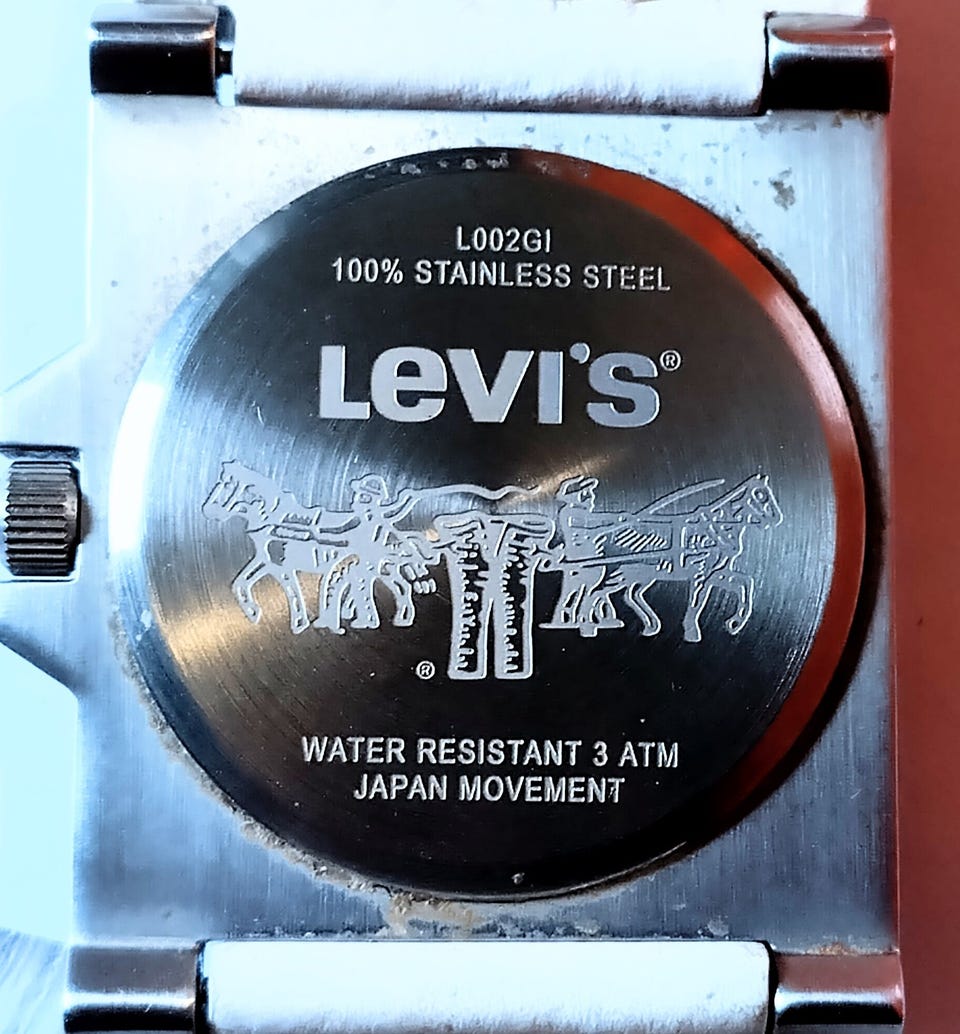 L002GI
100% STAINLESS STEEL
Levi's®
®
WATER RESISTANT 3 ATM
JAPAN MOVEMENT